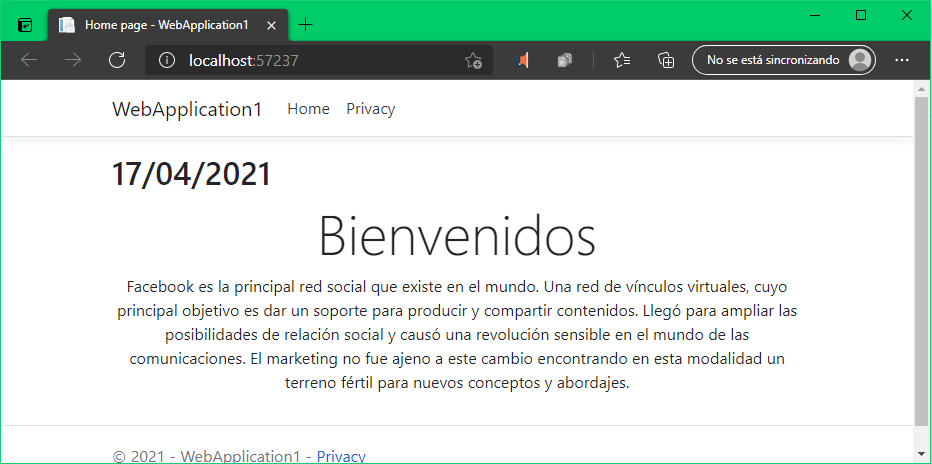 Home page - WebApplication1
localhost:57237
No se está sincronizando
WebApplication1 Home Privacy
17/04/2021
Bienvenidos
Facebook es la principal red social que existe en el mundo. Una red de vínculos virtuales, cuyo
principal objetivo es dar un soporte para producir y compartir contenidos. Llegó para ampliar las
posibilidades de relación social y causó una revolución sensible en el mundo de las
comunicaciones. El marketing no fue ajeno a este cambio encontrando en esta modalidad un
terreno fértil para nuevos conceptos y abordajes.
© 2021 - WebApplication1 - Privacy